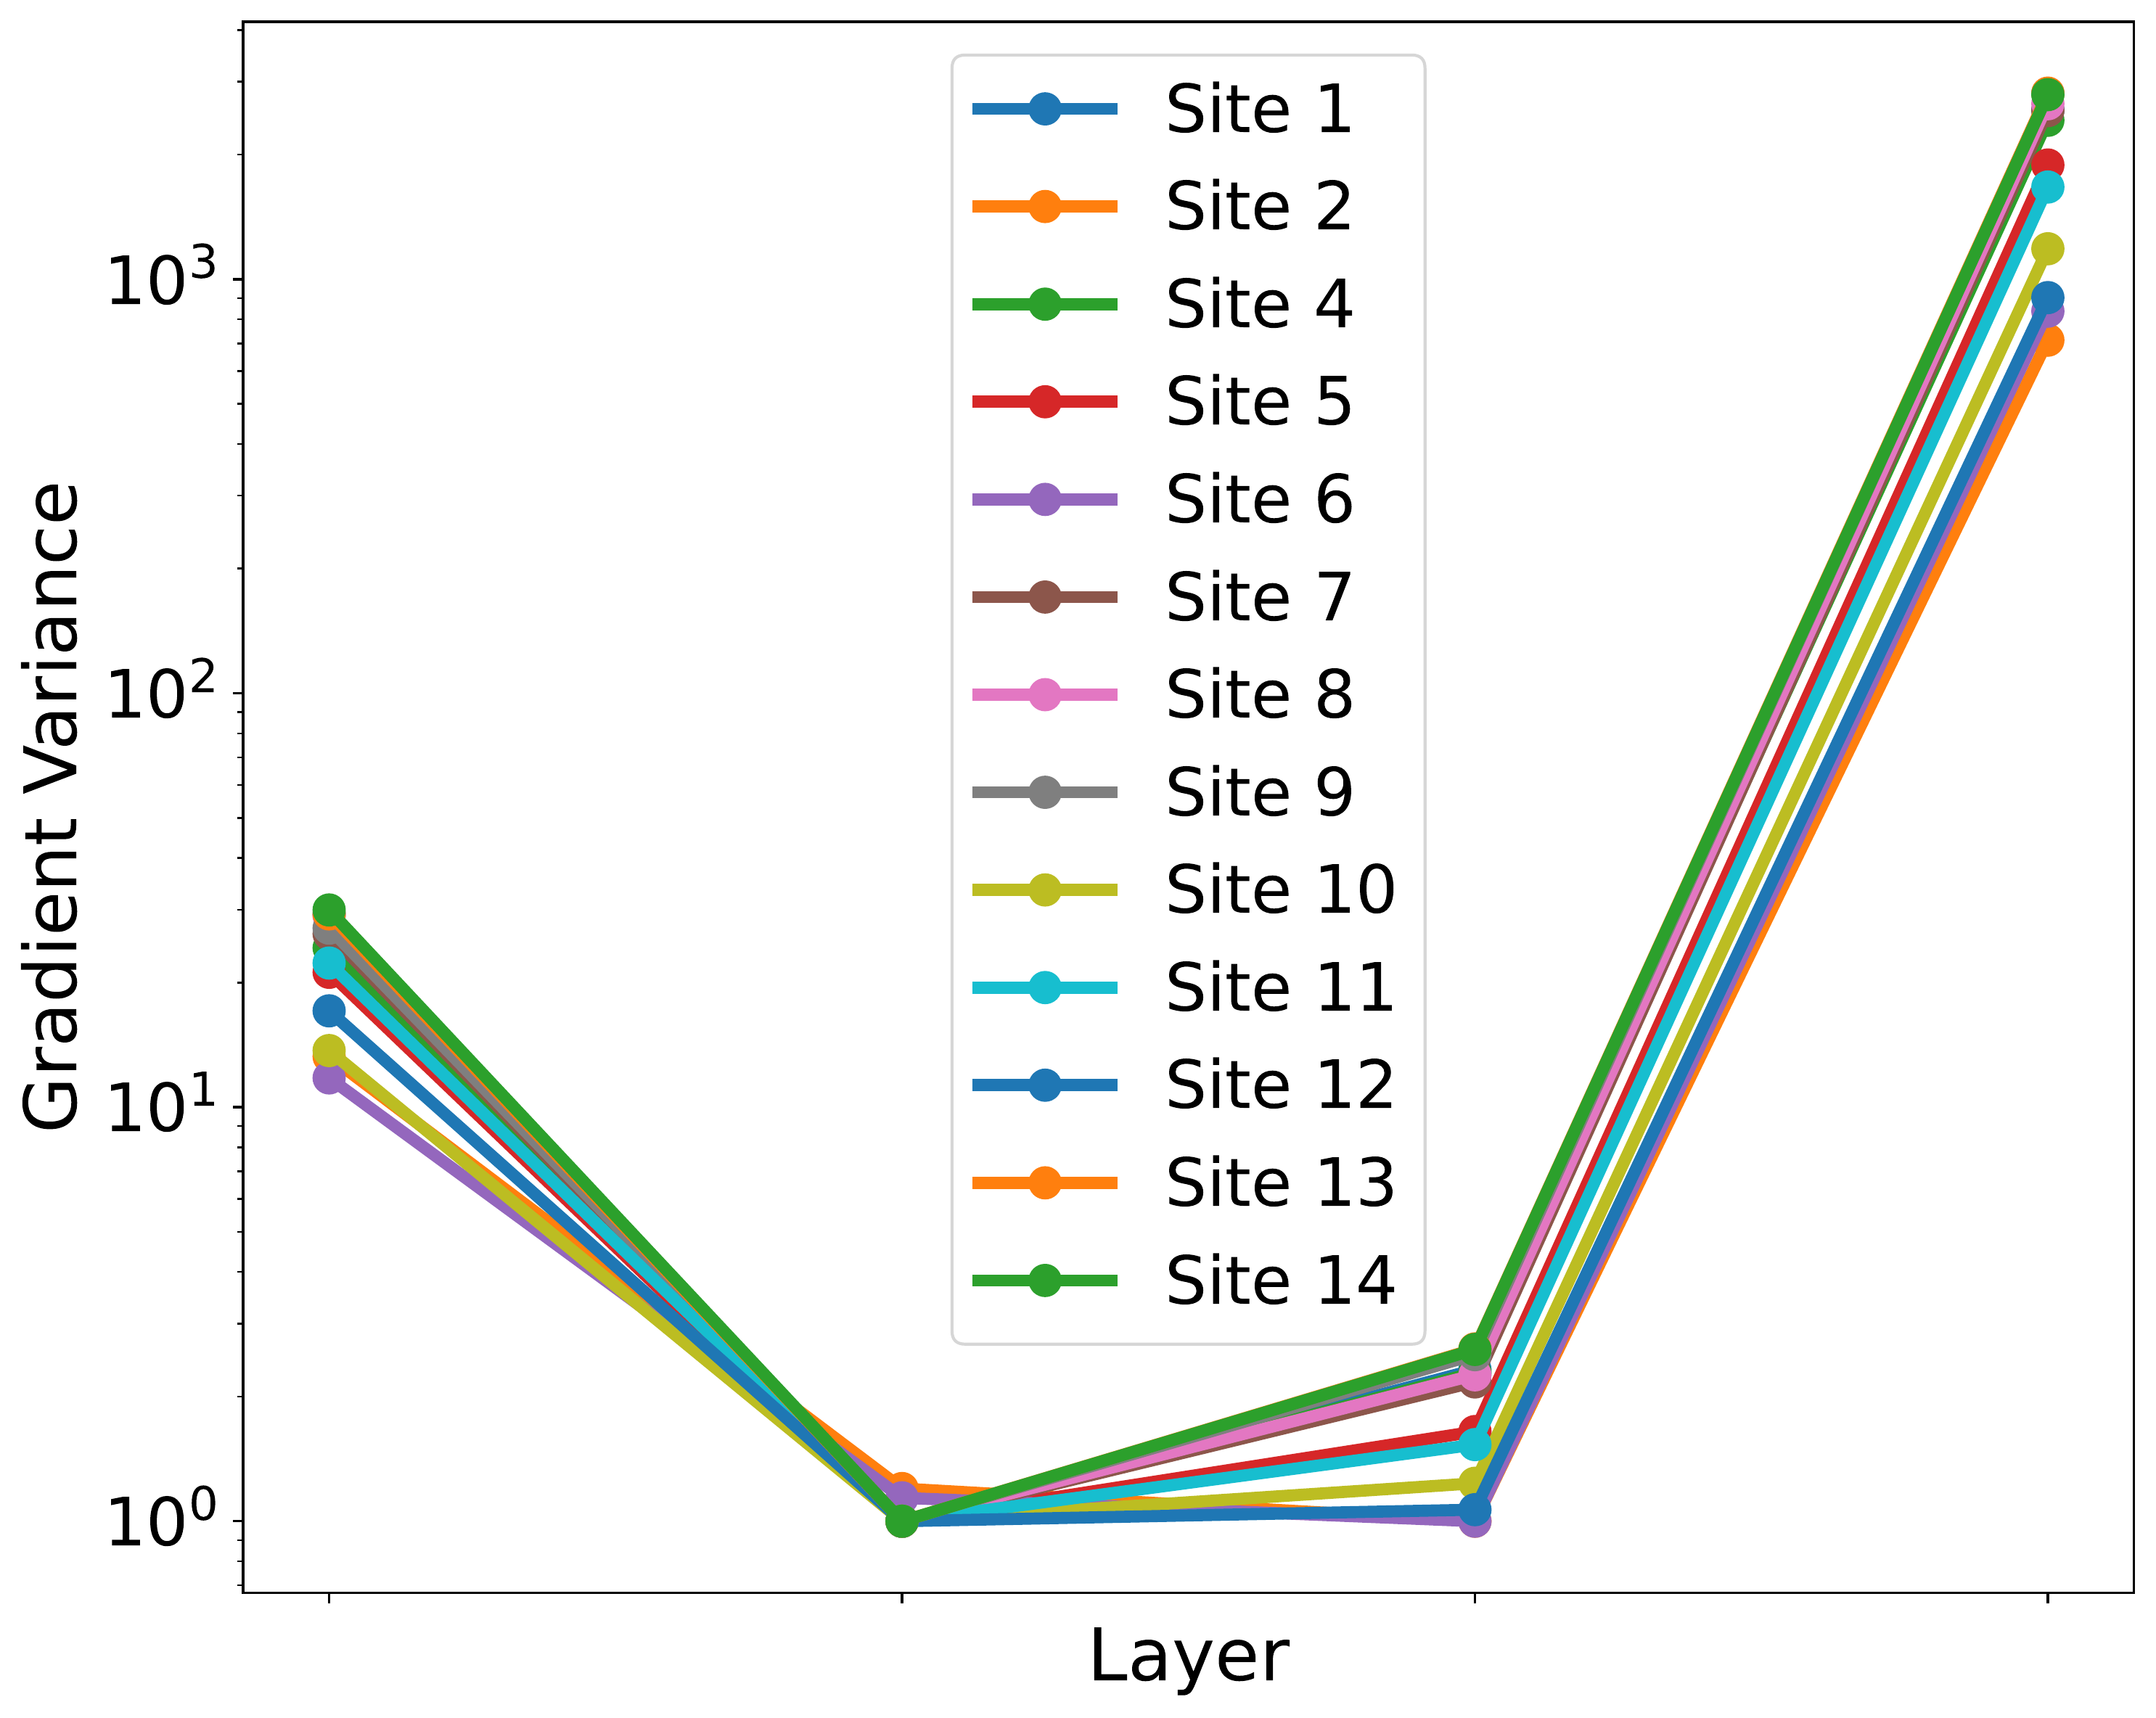 Gradient Variance
10³
10²
10¹
10⁰
Site 1
Site 2
Site 4
Site 5
Site 6
Site 7
Site 8
Site 9
Site 10
Site 11
Site 12
Site 13
Site 14
Layer